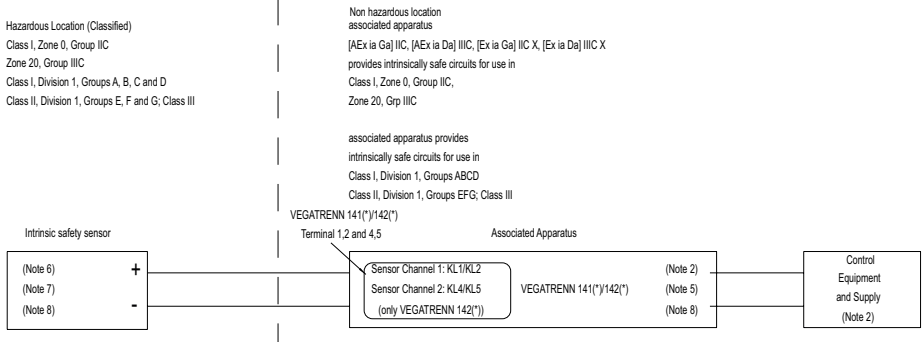 Hazardous Location (Classified)
Class I, Zone 0, Group IIC
Zone 20, Group IIIC
Class I, Division 1, Groups A, B, C and D
Class II, Division 1, Groups E, F and G; Class III
Non hazardous location
associated apparatus
[AEx ia Ga] IIC, [AEx ia Da] IIIC, [Ex ia Ga] IIC X, [Ex ia Da] IIIC X
provides intrinsically safe circuits for use in
Class I, Zone 0, Group IIC,
Zone 20, Grp IIIC
associated apparatus provides
intrinsically safe circuits for use in
Class I, Division 1, Groups ABCD
Class II, Division 1, Groups EFG; Class III
VEGATRENN 141(*)/142(*)
Terminal 1,2 and 4,5
Intrinsic safety sensor
(Note 6)
(Note 7)
(Note 8)
+
-
Associated Apparatus
Sensor Channel 1: KL1/KL2
Sensor Channel 2: KL4/KL5
(only VEGATRENN 142(*))
VEGATRENN 141(*)/142(*)
(Note 2)
(Note 5)
(Note 8)
Control
Equipment
and Supply
(Note 2)